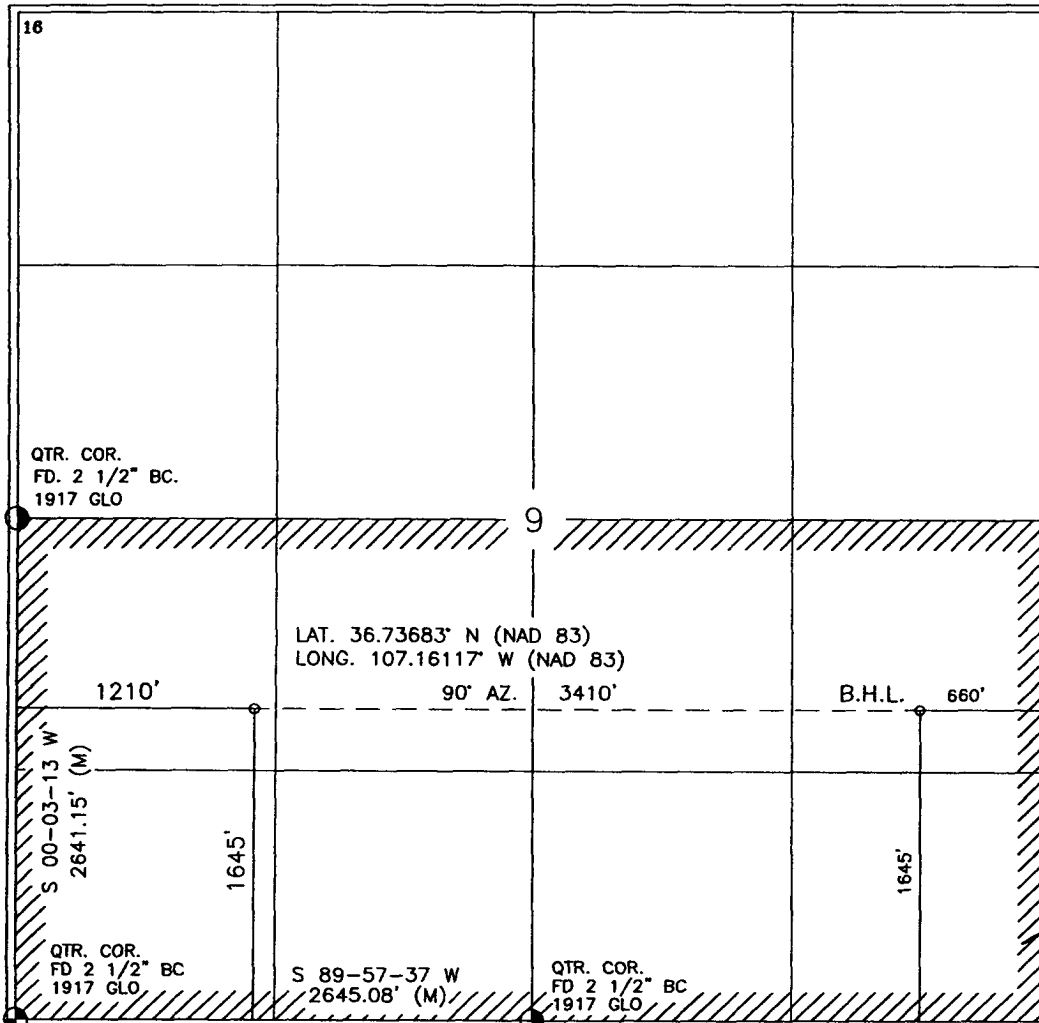 16
QTR. COR.
FD. 2 1/2" BC.
1917 GLO
9
LAT. 36.73683° N (NAD 83)
LONG. 107.16117° W (NAD 83)
1210'
90° AZ. 3410'
B.H.L. 660'
S 00-03-13 W
2641.15' (M)
1645'
1645'
QTR. COR.
FD 2 1/2" BC
1917 GLO
S 89-57-37 W
2645.08' (M)
QTR. COR.
FD 2 1/2" BC
1917 GLO